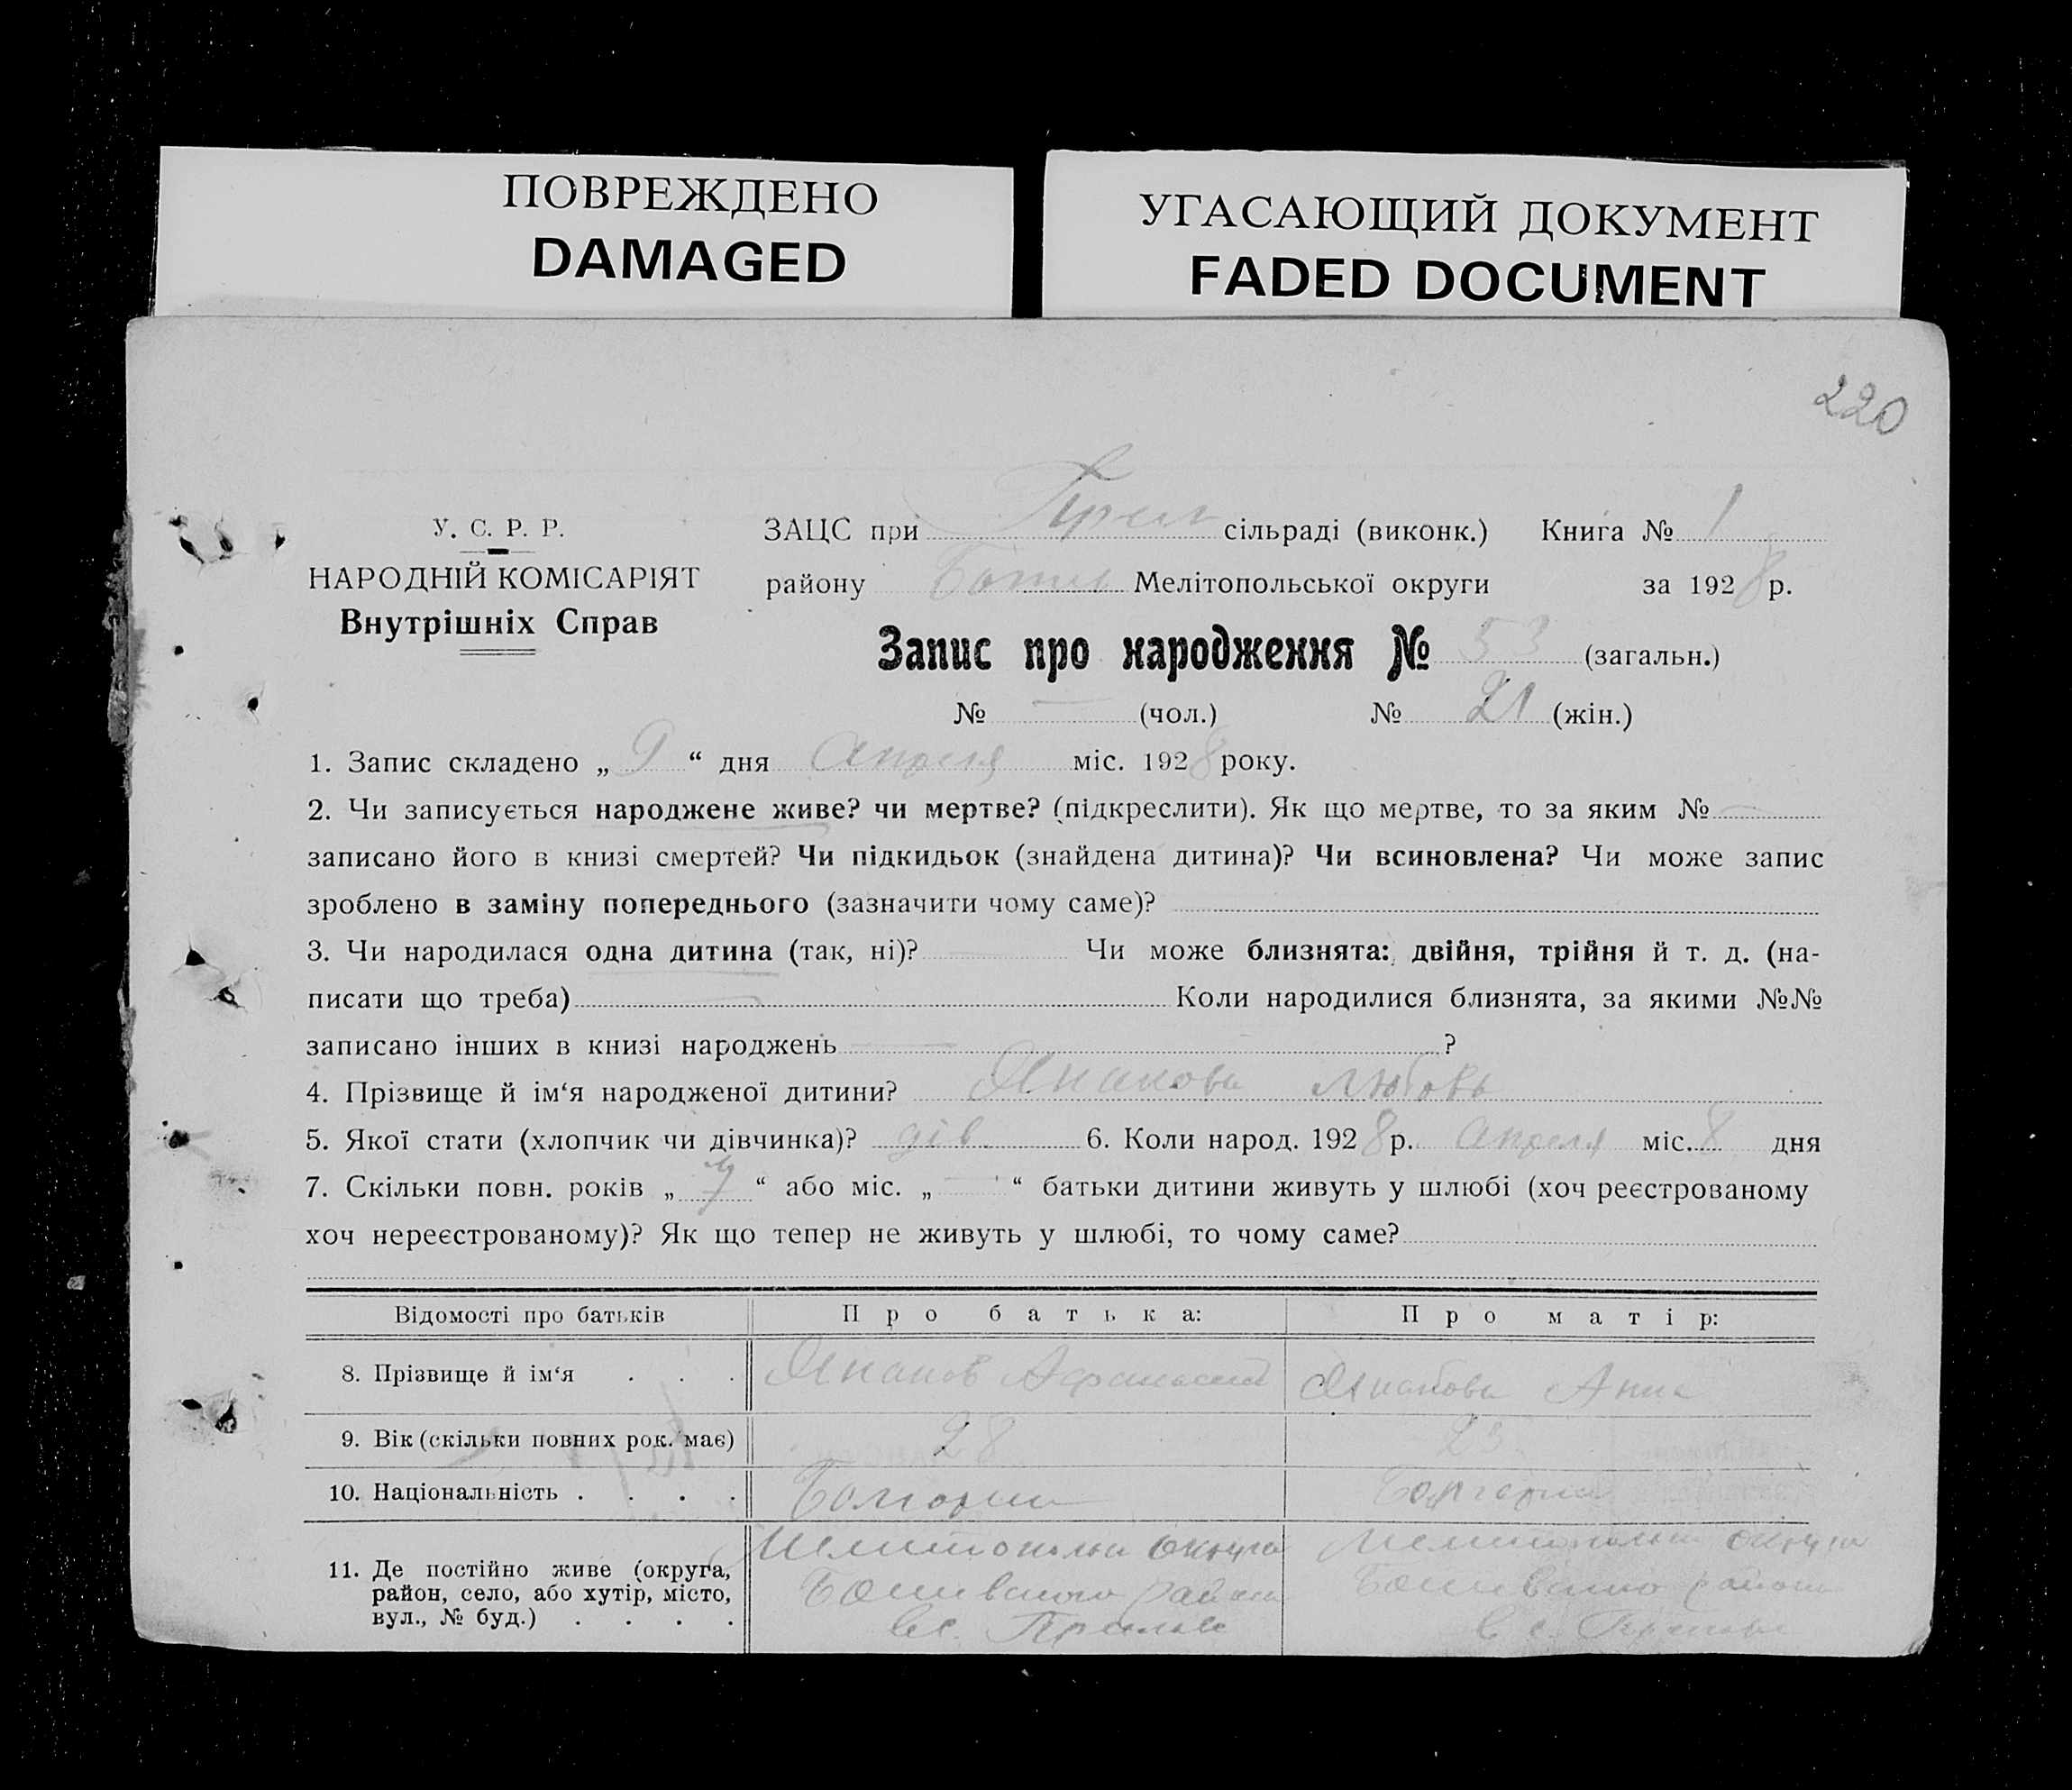 ПОВРЕЖДЕНО
DAMAGED
УГАСАЮЩИЙ ДОКУМЕНТ
FADED DOCUMENT
220
У. С. Р. Р.
НАРОДНІЙ КОМІСАРІЯТ
Внутрішніх Справ
ЗАЦС при сільраді (виконк.) Книга № 1
району Мелітопольської округи за 1928 р.
Запис про народження № 53 (загальн.)
№ — (чол.) № 21 (жін.)
1. Запис складено „ 9 “ дня Апреля міс. 1928 року.
2. Чи записується народжене живе? чи мертве? (підкреслити). Як що мертве, то за яким № —
записано його в книзі смертей? Чи підкидьок (знайдена дитина)? Чи всиновлена? Чи може запис
зроблено в заміну попереднього (зазначити чому саме)?
3. Чи народилася одна дитина (так, ні)? Чи може близнята: двійня, трійня й т. д. (на-
писати що треба) Коли народилися близнята, за якими №№
записано інших в книзі народжень — ?
4. Прізвище й ім‘я народженої дитини? Любовь
5. Якої стати (хлопчик чи дівчинка)? дів. 6. Коли народ. 1928 р. Апреля міс. 8 дня
7. Скільки повн. років „ 7 “ або міс. „ — “ батьки дитини живуть у шлюбі (хоч реєстрованому
хоч нереєстрованому)? Як що тепер не живуть у шлюбі, то чому саме?
Відомості про батьків Про батька: Про матір:
8. Прізвище й ім‘я . . . Афанасий Анна
9. Вік (скільки повних рок. має) 28 23
10. Національність . . . .
11. Де постійно живе (округа,
район, село, або хутір, місто,
вул., № буд.) . . . .
округа округа
района района